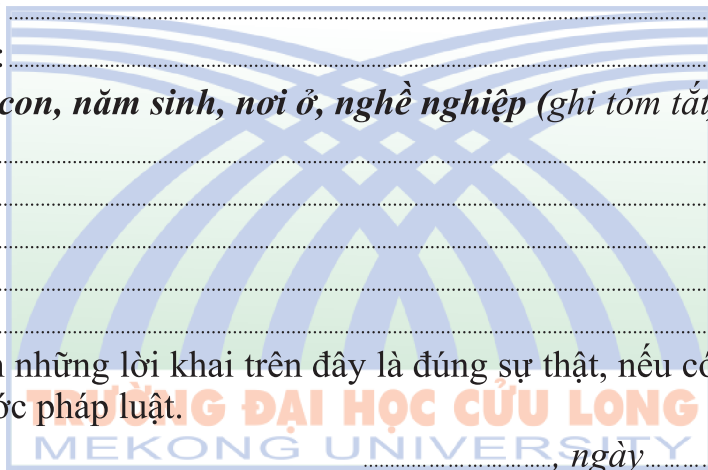 ................................................................
:................................................................
con, năm sinh, nơi ở, nghề nghiệp (ghi tóm tắt
................................................................
................................................................
................................................................
................................................................
................................................................
những lời khai trên đây là đúng sự thật, nếu có
pháp luật.
TRƯỜNG ĐẠI HỌC CỬU LONG
MEKONG UNIVERSITY
................................, ngày..........